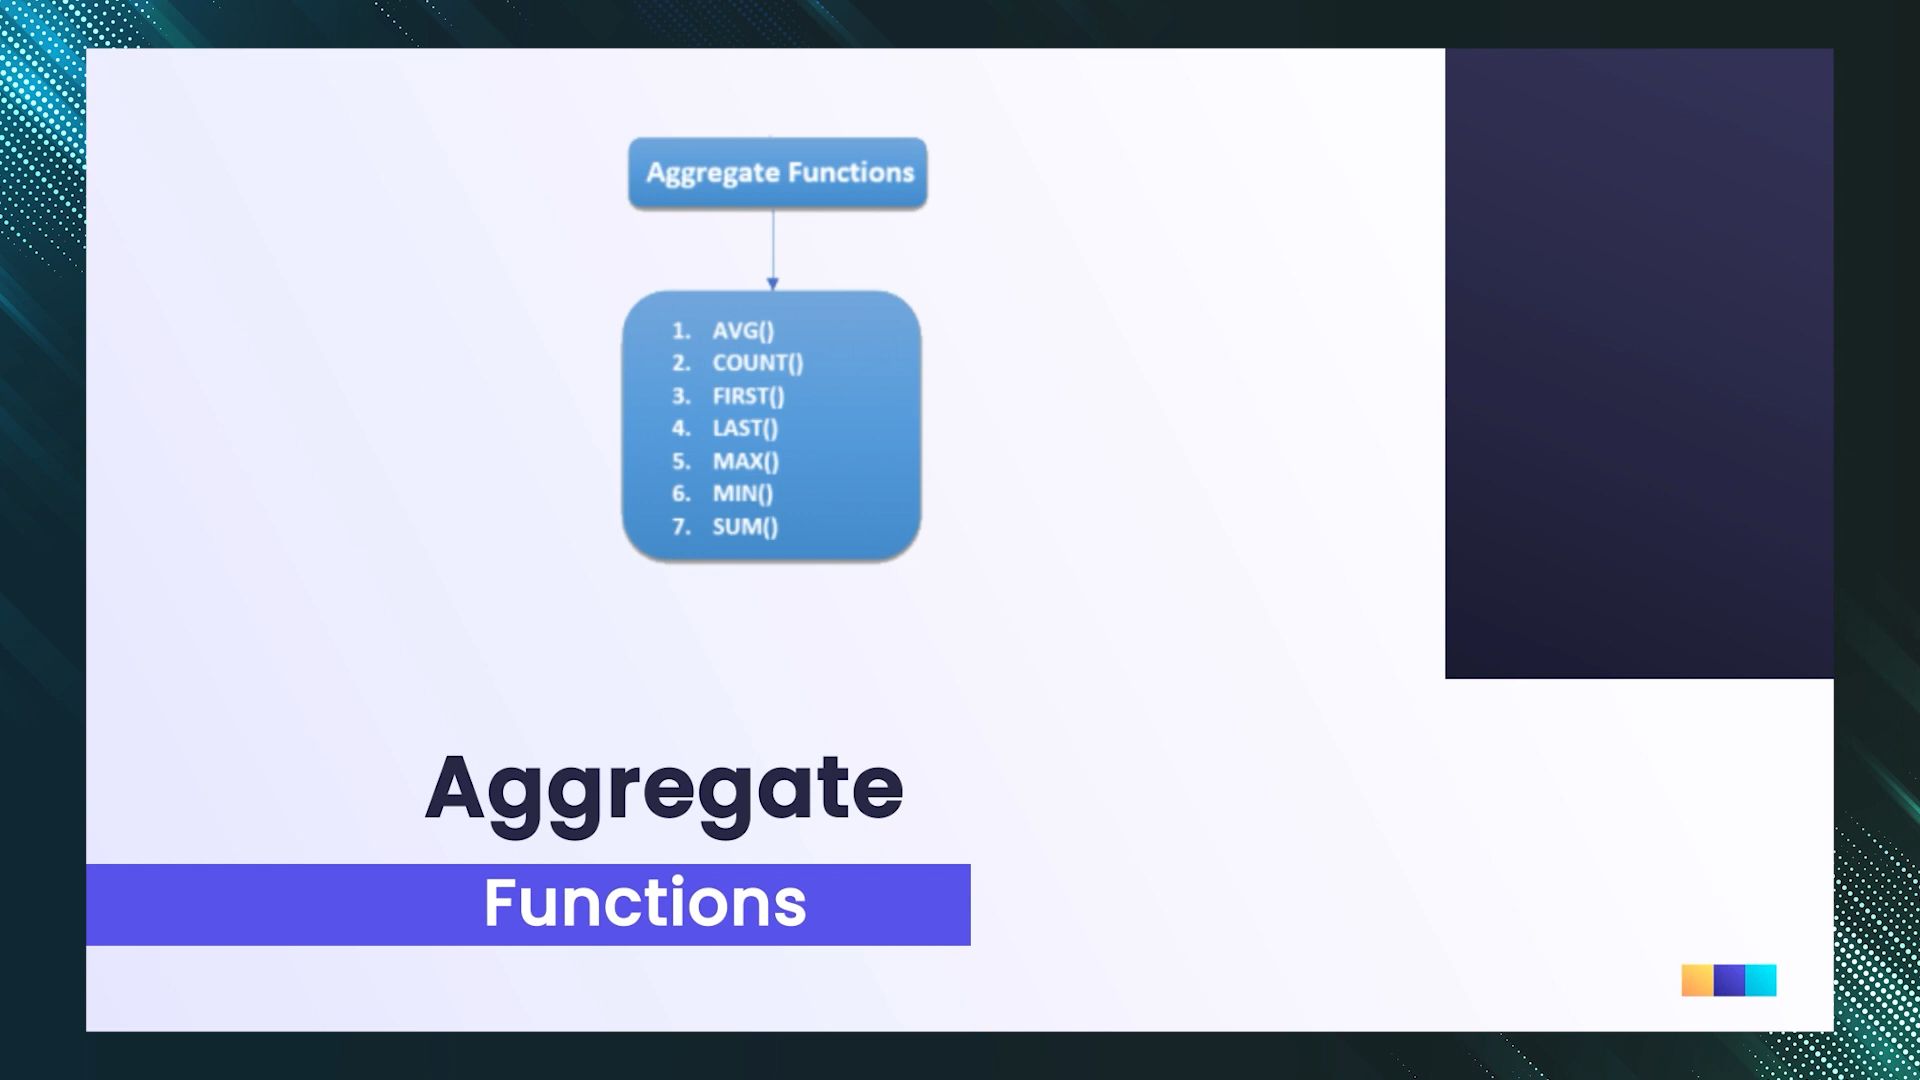 Aggregate Functions
1. AVG()
2. COUNT()
3. FIRST()
4. LAST()
5. MAX()
6. MIN()
7. SUM()
Aggregate
Functions